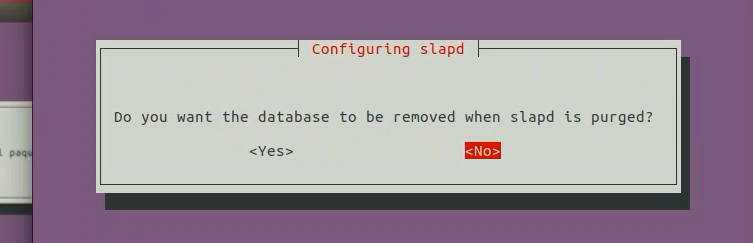 Configuring slapd
Do you want the database to be removed when slapd is purged?
<Yes> <No>